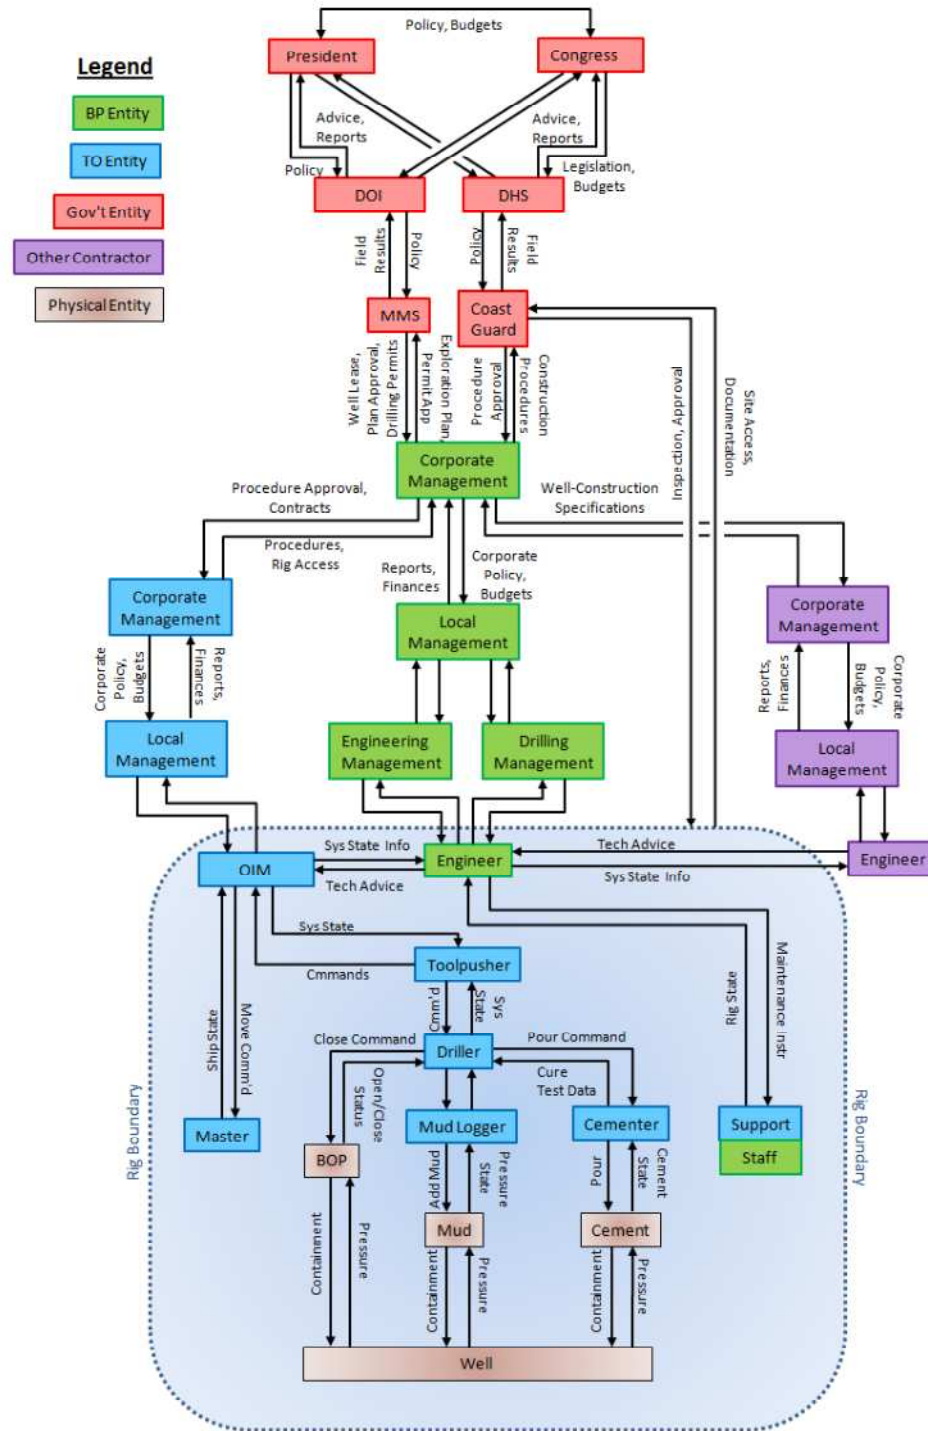 Policy, Budgets
President
Congress
Legend
BP Entity
TO Entity
Gov't Entity
Other Contractor
Physical Entity
Advice,
Reports
Advice,
Reports
Policy
Legislation,
Budgets
DOI
DHS
Field
Results
Policy
Policy
Field
Results
MMS
Coast
Guard
Well Lease,
Plan Approval,
Drilling Permits
Exploration Plan,
Permit App
Procedure
Approval
Construction
Procedures
Inspection, Approval
Site Access,
Documentation
Corporate
Management
Procedure Approval,
Contracts
Well-Construction
Specifications
Procedures,
Rig Access
Reports,
Finances
Corporate
Policy,
Budgets
Corporate
Management
Local
Management
Corporate
Management
Corporate
Policy,
Budgets
Reports,
Finances
Reports,
Finances
Corporate
Policy,
Budgets
Local
Management
Engineering
Management
Drilling
Management
Local
Management
Sys State Info
Engineer
Tech Advice
Engineer
OIM
Tech Advice
Sys State Info
Sys State
Cmmands
Toolpusher
Rig State
Maintenance Instr
Ship State
Move Comm'd
Cmm'd
Sys
State
Close Command
Driller
Pour Command
Open/Close
Status
Cure
Test Data
Rig Boundary
Rig Boundary
Master
Mud Logger
Cementer
Support
Staff
BOP
Add Mud
Pressure
State
Pour
Cement
State
Mud
Cement
Containment
Pressure
Containment
Pressure
Containment
Pressure
Well